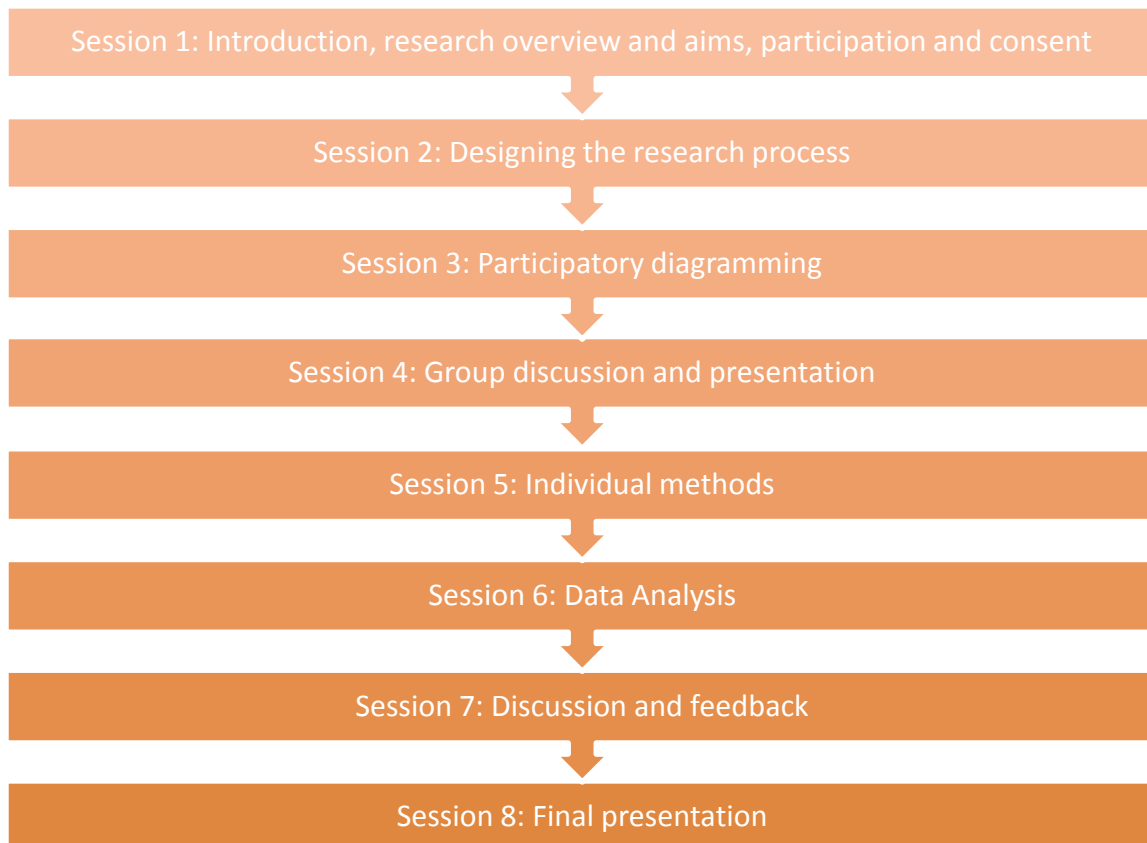 Session 1: Introduction, research overview and aims, participation and consent
Session 2: Designing the research process
Session 3: Participatory diagramming
Session 4: Group discussion and presentation
Session 5: Individual methods
Session 6: Data Analysis
Session 7: Discussion and feedback
Session 8: Final presentation